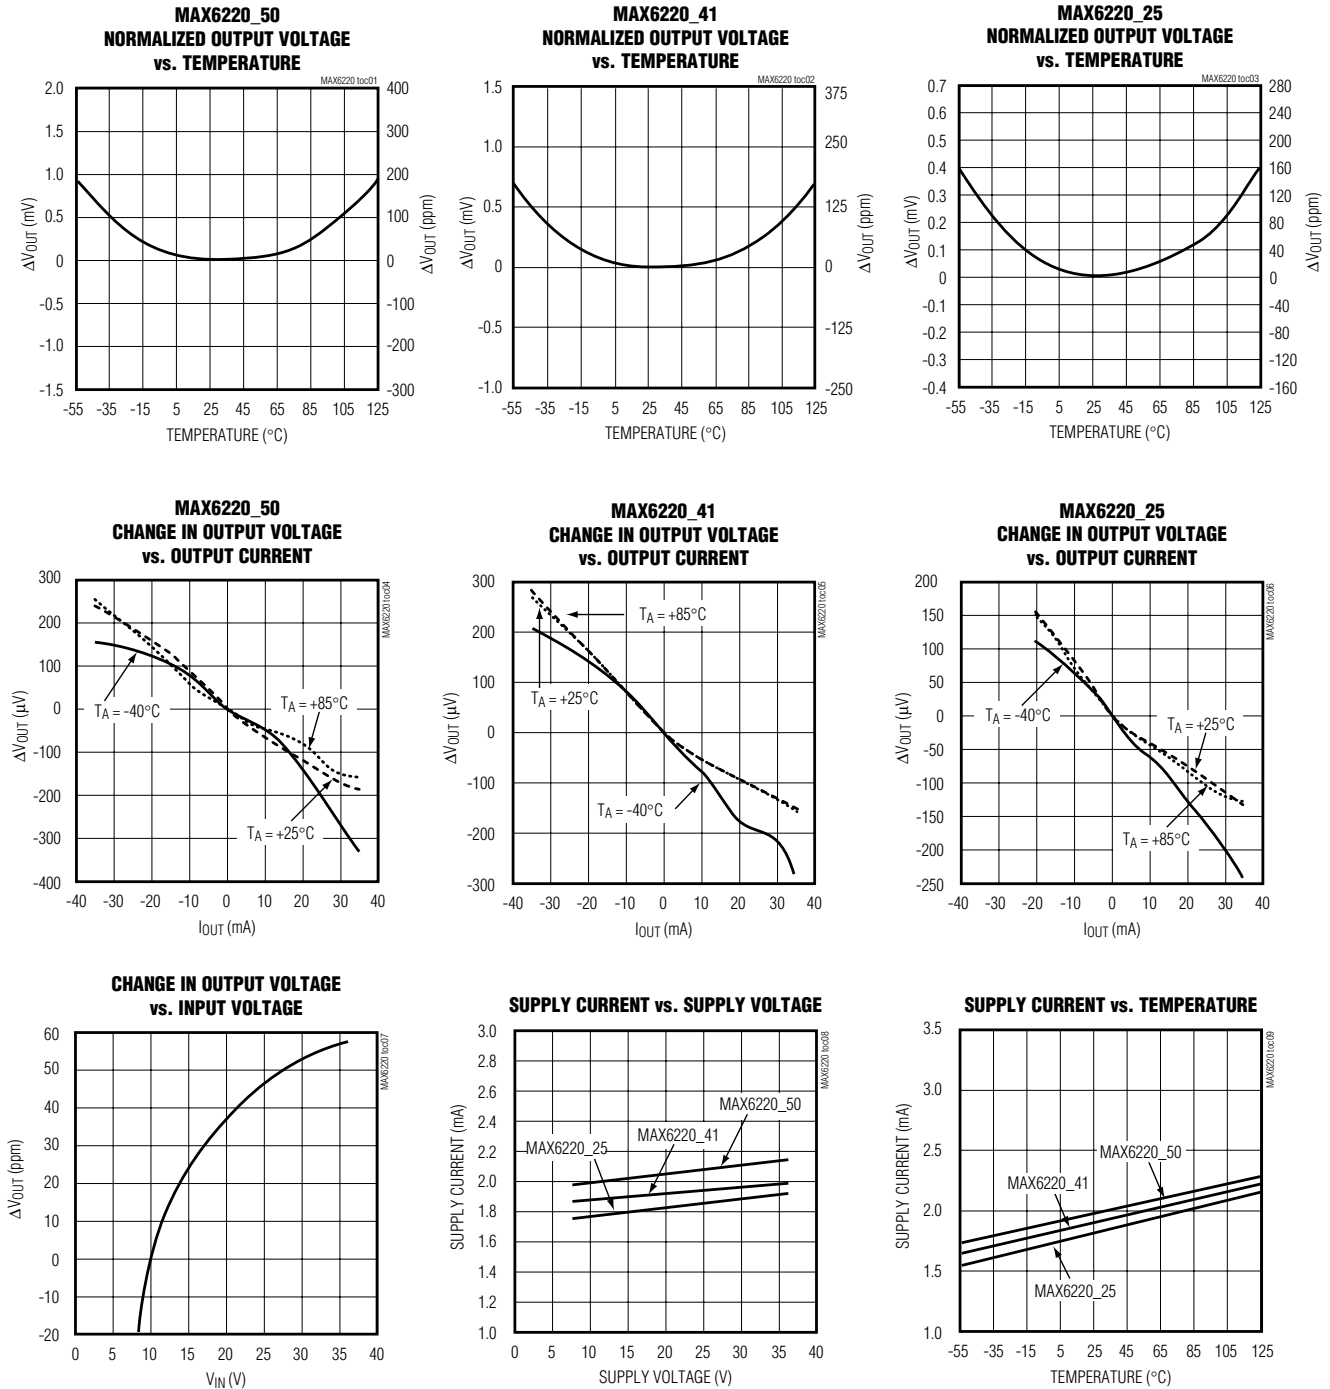 MAX6220_50
NORMALIZED OUTPUT VOLTAGE
vs. TEMPERATURE
MAX6220 toc01
2.0
1.5
1.0
0.5
0
-0.5
-1.0
-1.5
400
300
200
100
0
-100
-200
-300
ΔVOUT (mV)
ΔVOUT (ppm)
-55 -35 -15 5 25 45 65 85 105 125
TEMPERATURE (°C)
MAX6220_41
NORMALIZED OUTPUT VOLTAGE
vs. TEMPERATURE
MAX6220 toc02
1.5
1.0
0.5
0
-0.5
-1.0
375
250
125
0
-125
-250
ΔVOUT (mV)
ΔVOUT (ppm)
-55 -35 -15 5 25 45 65 85 105 125
TEMPERATURE (°C)
MAX6220_25
NORMALIZED OUTPUT VOLTAGE
vs. TEMPERATURE
MAX6220 toc03
0.7
0.6
0.5
0.4
0.3
0.2
0.1
0
-0.1
-0.2
-0.3
-0.4
280
240
200
160
120
80
40
0
-40
-80
-120
-160
ΔVOUT (mV)
ΔVOUT (ppm)
-55 -35 -15 5 25 45 65 85 105 125
TEMPERATURE (°C)
MAX6220_50
CHANGE IN OUTPUT VOLTAGE
vs. OUTPUT CURRENT
MAX6220 toc04
300
200
100
0
-100
-200
-300
-400
ΔVOUT (µV)
TA = -40°C
TA = +85°C
TA = +25°C
-40 -30 -20 -10 0 10 20 30 40
IOUT (mA)
MAX6220_41
CHANGE IN OUTPUT VOLTAGE
vs. OUTPUT CURRENT
MAX6220 toc05
300
200
100
0
-100
-200
-300
ΔVOUT (µV)
TA = +85°C
TA = +25°C
TA = -40°C
-40 -30 -20 -10 0 10 20 30 40
IOUT (mA)
MAX6220_25
CHANGE IN OUTPUT VOLTAGE
vs. OUTPUT CURRENT
MAX6220 toc06
200
150
100
50
0
-50
-100
-150
-200
-250
ΔVOUT (µV)
TA = -40°C
TA = +25°C
TA = +85°C
-40 -30 -20 -10 0 10 20 30 40
IOUT (mA)
CHANGE IN OUTPUT VOLTAGE
vs. INPUT VOLTAGE
MAX6220 toc07
60
50
40
30
20
10
0
-10
-20
ΔVOUT (ppm)
0 5 10 15 20 25 30 35 40
VIN (V)
SUPPLY CURRENT vs. SUPPLY VOLTAGE
MAX6220 toc08
3.0
2.8
2.6
2.4
2.2
2.0
1.8
1.6
1.4
1.2
1.0
SUPPLY CURRENT (mA)
MAX6220_50
MAX6220_41
MAX6220_25
0 5 10 15 20 25 30 35 40
SUPPLY VOLTAGE (V)
SUPPLY CURRENT vs. TEMPERATURE
MAX6220 toc09
3.5
3.0
2.5
2.0
1.5
1.0
SUPPLY CURRENT (mA)
MAX6220_50
MAX6220_41
MAX6220_25
-55 -35 -15 5 25 45 65 85 105 125
TEMPERATURE (°C)